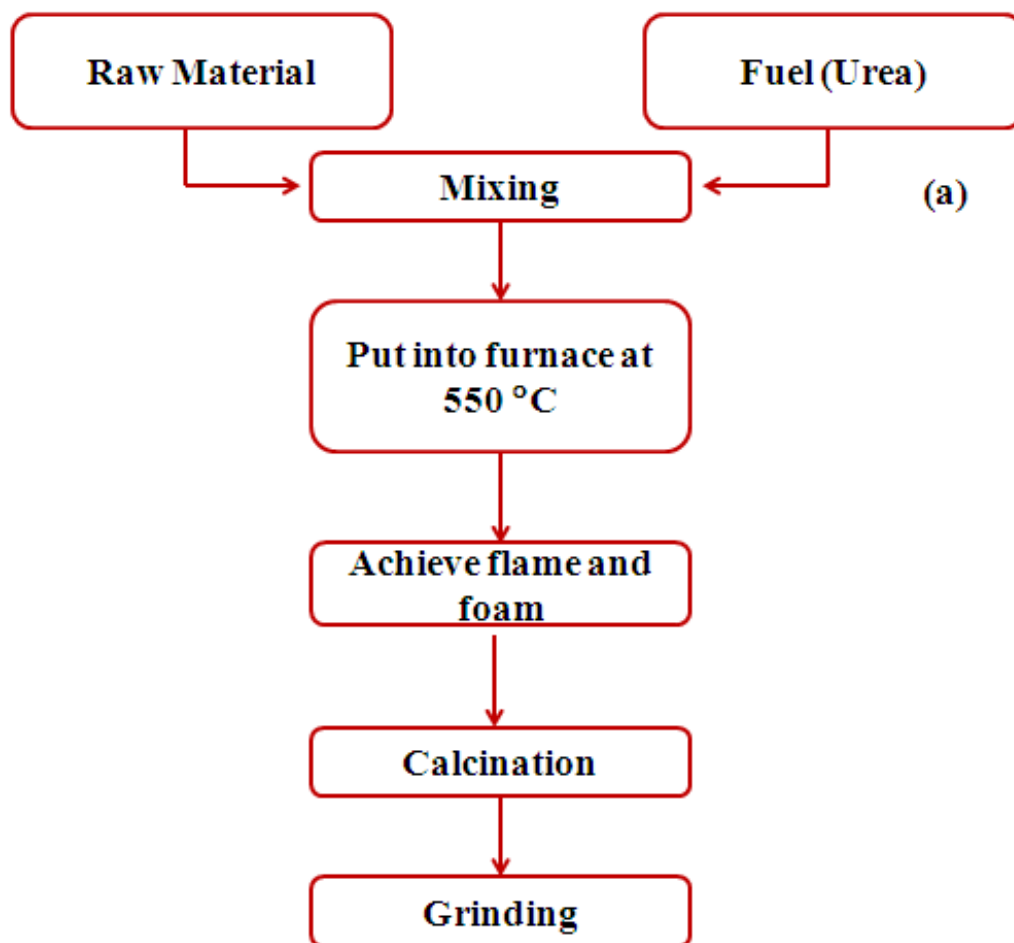 Raw Material
Fuel (Urea)
Mixing
(a)
Put into furnace at
550 °C
Achieve flame and
foam
Calcination
Grinding